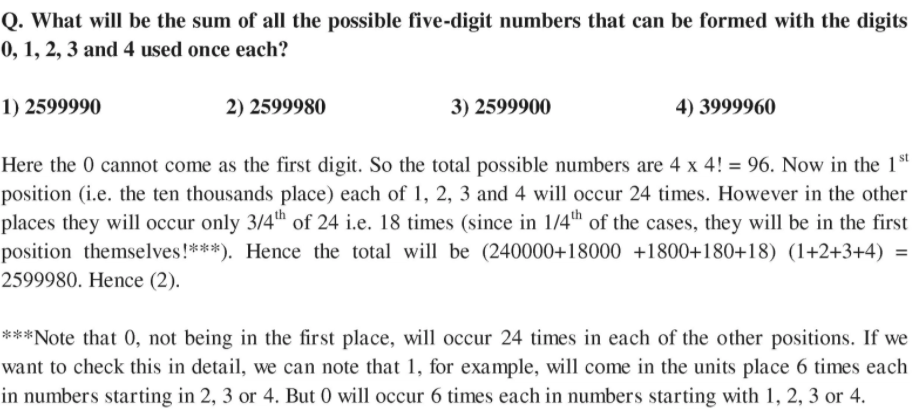 Q. What will be the sum of all the possible five-digit numbers that can be formed with the digits
0, 1, 2, 3 and 4 used once each?
1) 2599990 2) 2599980 3) 2599900 4) 3999960
Here the 0 cannot come as the first digit. So the total possible numbers are 4 x 4! = 96. Now in the 1st
position (i.e. the ten thousands place) each of 1, 2, 3 and 4 will occur 24 times. However in the other
places they will occur only 3/4th of 24 i.e. 18 times (since in 1/4th of the cases, they will be in the first
position themselves!***). Hence the total will be (240000+18000 +1800+180+18) (1+2+3+4) =
2599980. Hence (2).
***Note that 0, not being in the first place, will occur 24 times in each of the other positions. If we
want to check this in detail, we can note that 1, for example, will come in the units place 6 times each
in numbers starting in 2, 3 or 4. But 0 will occur 6 times each in numbers starting with 1, 2, 3 or 4.